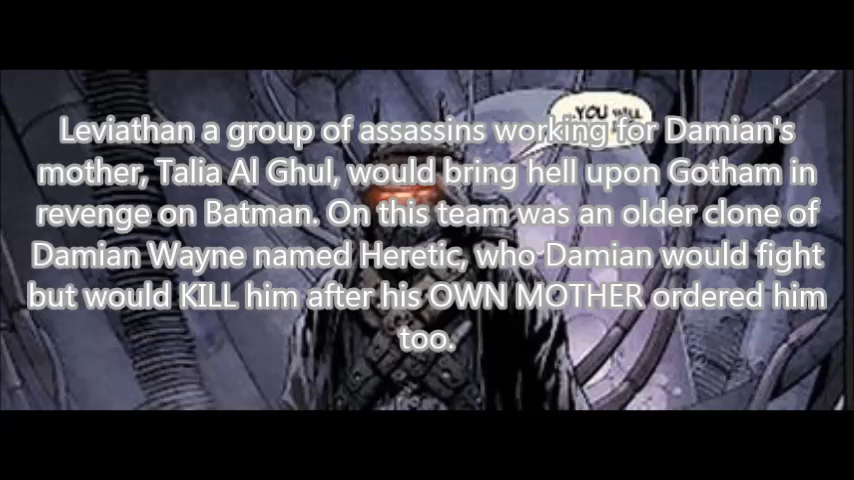 ...YOU WILL
Leviathan a group of assassins working for Damian's
mother, Talia Al Ghul, would bring hell upon Gotham in
revenge on Batman. On this team was an older clone of
Damian Wayne named Heretic, who Damian would fight
but would KILL him after his OWN MOTHER ordered him
too.